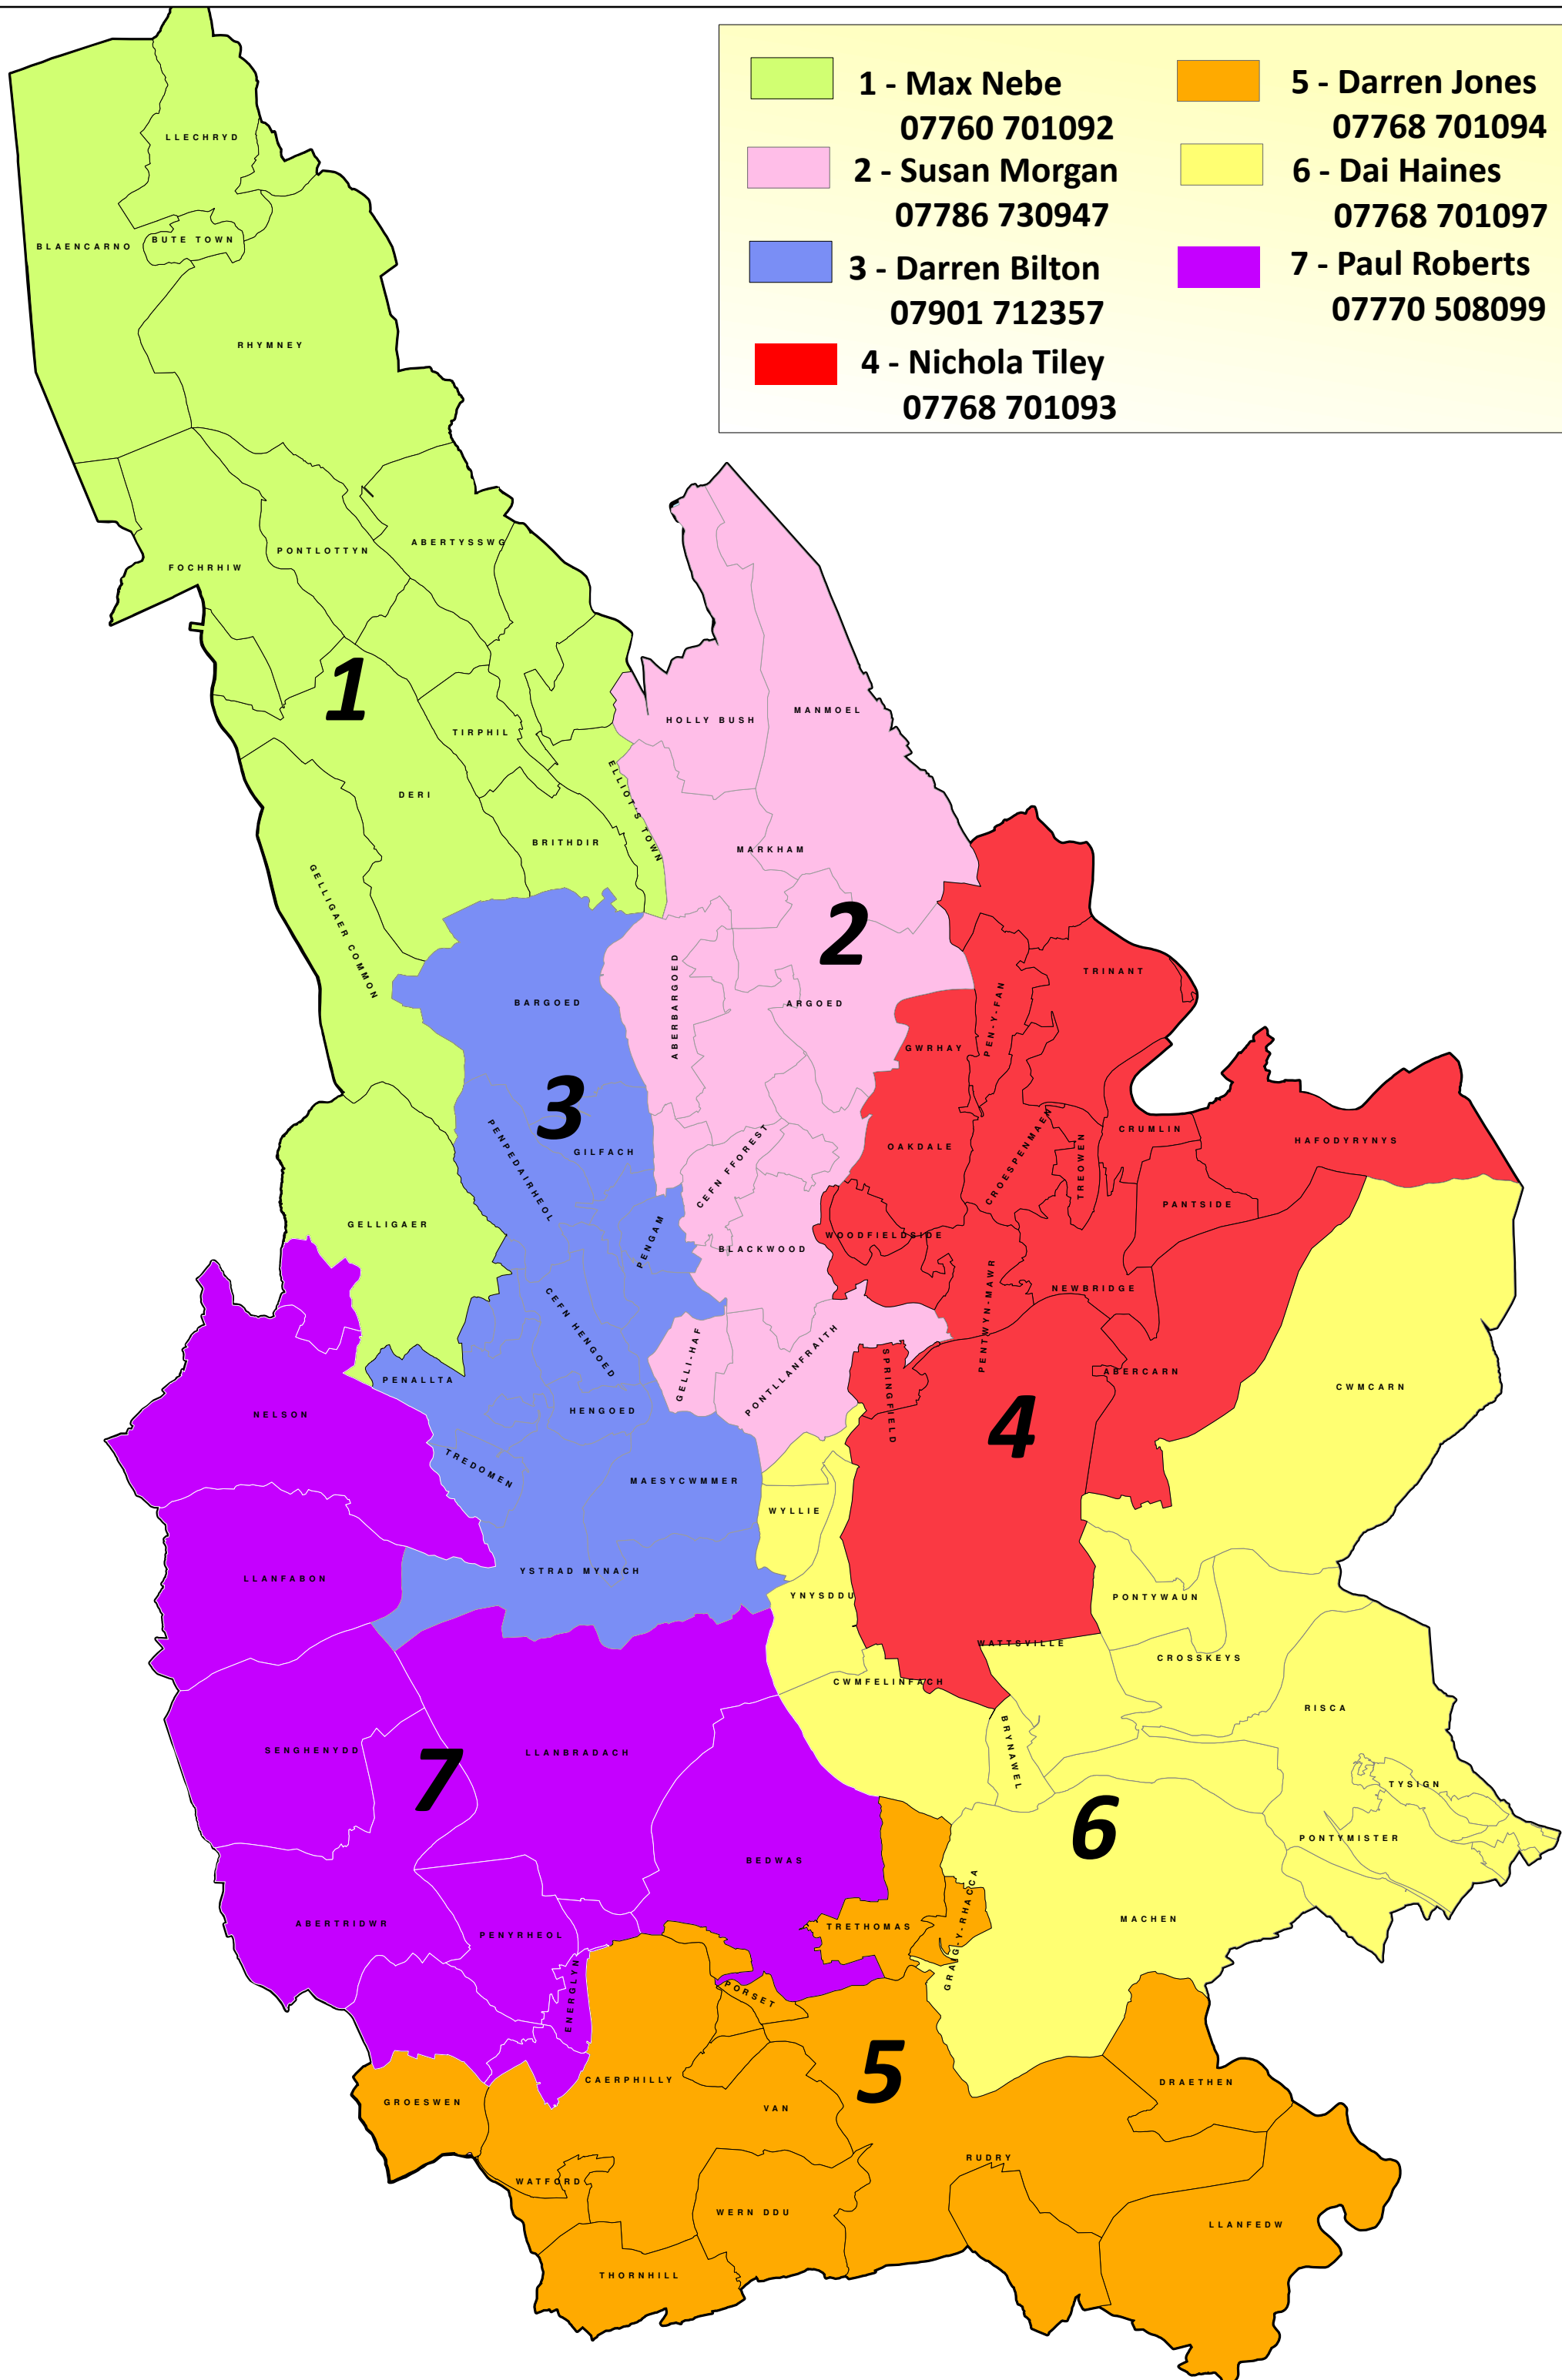 1 - Max Nebe
07760 701092
2 - Susan Morgan
07786 730947
3 - Darren Bilton
07901 712357
4 - Nichola Tiley
07768 701093
5 - Darren Jones
07768 701094
6 - Dai Haines
07768 701097
7 - Paul Roberts
07770 508099
LLECHRYD
BLAENCARNO
BUTE TOWN
RHYMNEY
ABERTYSSWG
PONTLOTTYN
FOCHRHIW
1
TIRPHIL
DERI
ELLIOT'S TOWN
BRITHDIR
GELLIGAER COMMON
GELLIGAER
HOLLY BUSH
MANMOEL
MARKHAM
2
ABERBARGOED
ARGOED
CEFN FFOREST
BLACKWOOD
GELLI-HAF
PONTLLANFRAITH
BARGOED
3
PENPEDAIRHEOL
GILFACH
PENGAM
CEFN HENGOED
PENALLTA
HENGOED
TREDOMEN
MAESYCWMMER
YSTRAD MYNACH
TRINANT
PEN-Y-FAN
GWRHAY
OAKDALE
CROESPENMAEN
TREOWEN
CRUMLIN
HAFODYRYNYS
PANTSIDE
WOODFIELDSIDE
PENTWYN-MAWR
NEWBRIDGE
SPRINGFIELD
ABERCARN
4
CWMCARN
WYLLIE
YNYSDDU
PONTYWAUN
WATTSVILLE
CROSSKEYS
CWMFELINFACH
RISCA
BRYNAWEL
TYSIGN
6
PONTYMISTER
MACHEN
NELSON
LLANFABON
SENGHENYDD
7
LLANBRADACH
BEDWAS
ABERTRIDWR
PENYRHEOL
ENERGLYN
TRETHOMAS
GRAIG-Y-RHACCA
PORSET
5
CAERPHILLY
GROESWEN
VAN
DRAETHEN
RUDRY
WATFORD
WERN DDU
LLANFEDW
THORNHILL